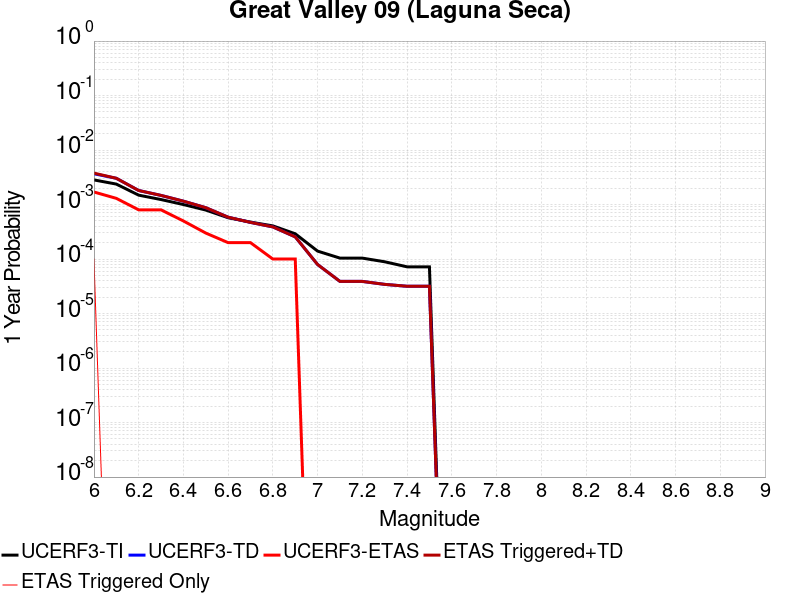 Great Valley 09 (Laguna Seca)
10^0
10^-1
10^-2
10^-3
10^-4
10^-5
10^-6
10^-7
10^-8
1 Year Probability
6 6.2 6.4 6.6 6.8 7 7.2 7.4 7.6 7.8 8 8.2 8.4 8.6 8.8 9
Magnitude
UCERF3-TI UCERF3-TD UCERF3-ETAS ETAS Triggered+TD
ETAS Triggered Only